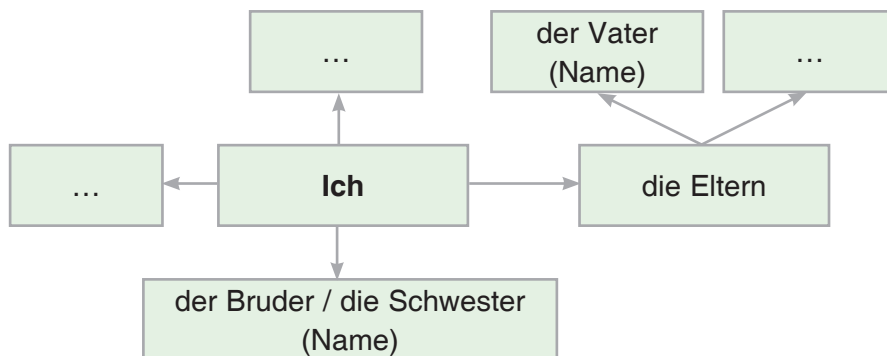 …
der Vater
(Name)
…
…
Ich
die Eltern
der Bruder / die Schwester
(Name)